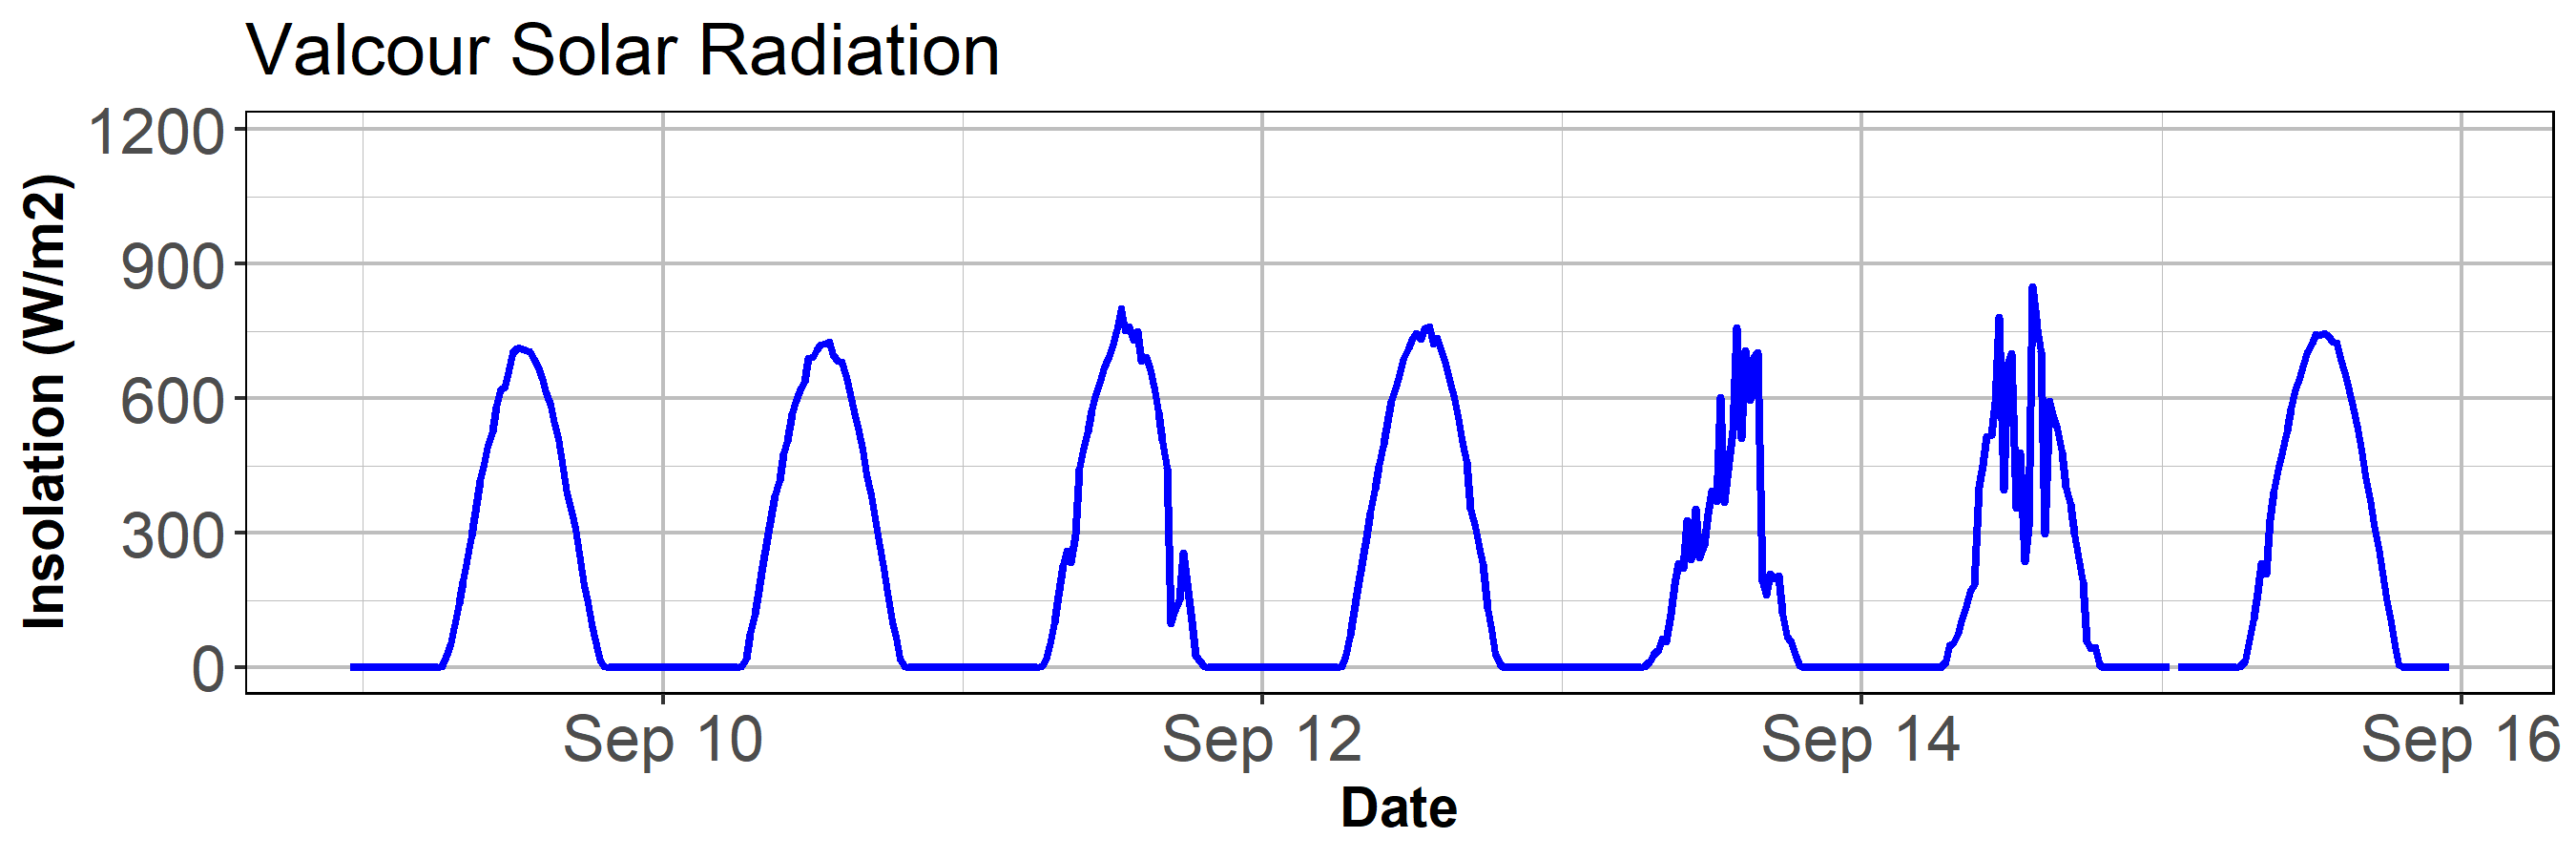 Valcour Solar Radiation
1200
900
600
300
0
Insolation (W/m2)
Sep 10
Sep 12
Sep 14
Sep 16
Date